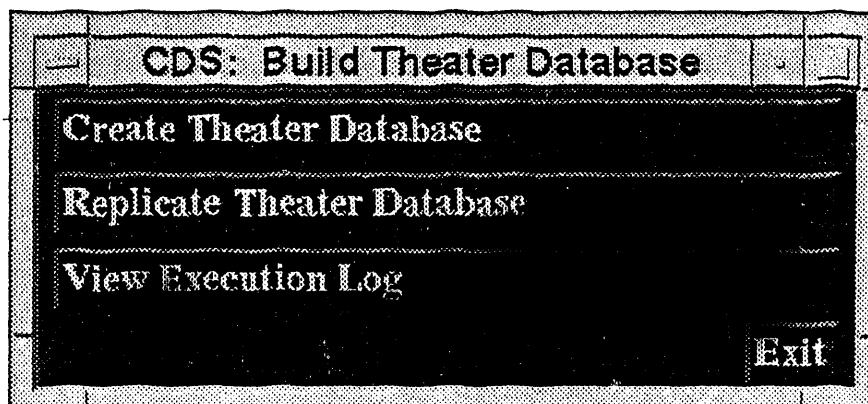 CDS: Build Theater Database
Create Theater Database
Replicate Theater Database
View Execution Log
Exit